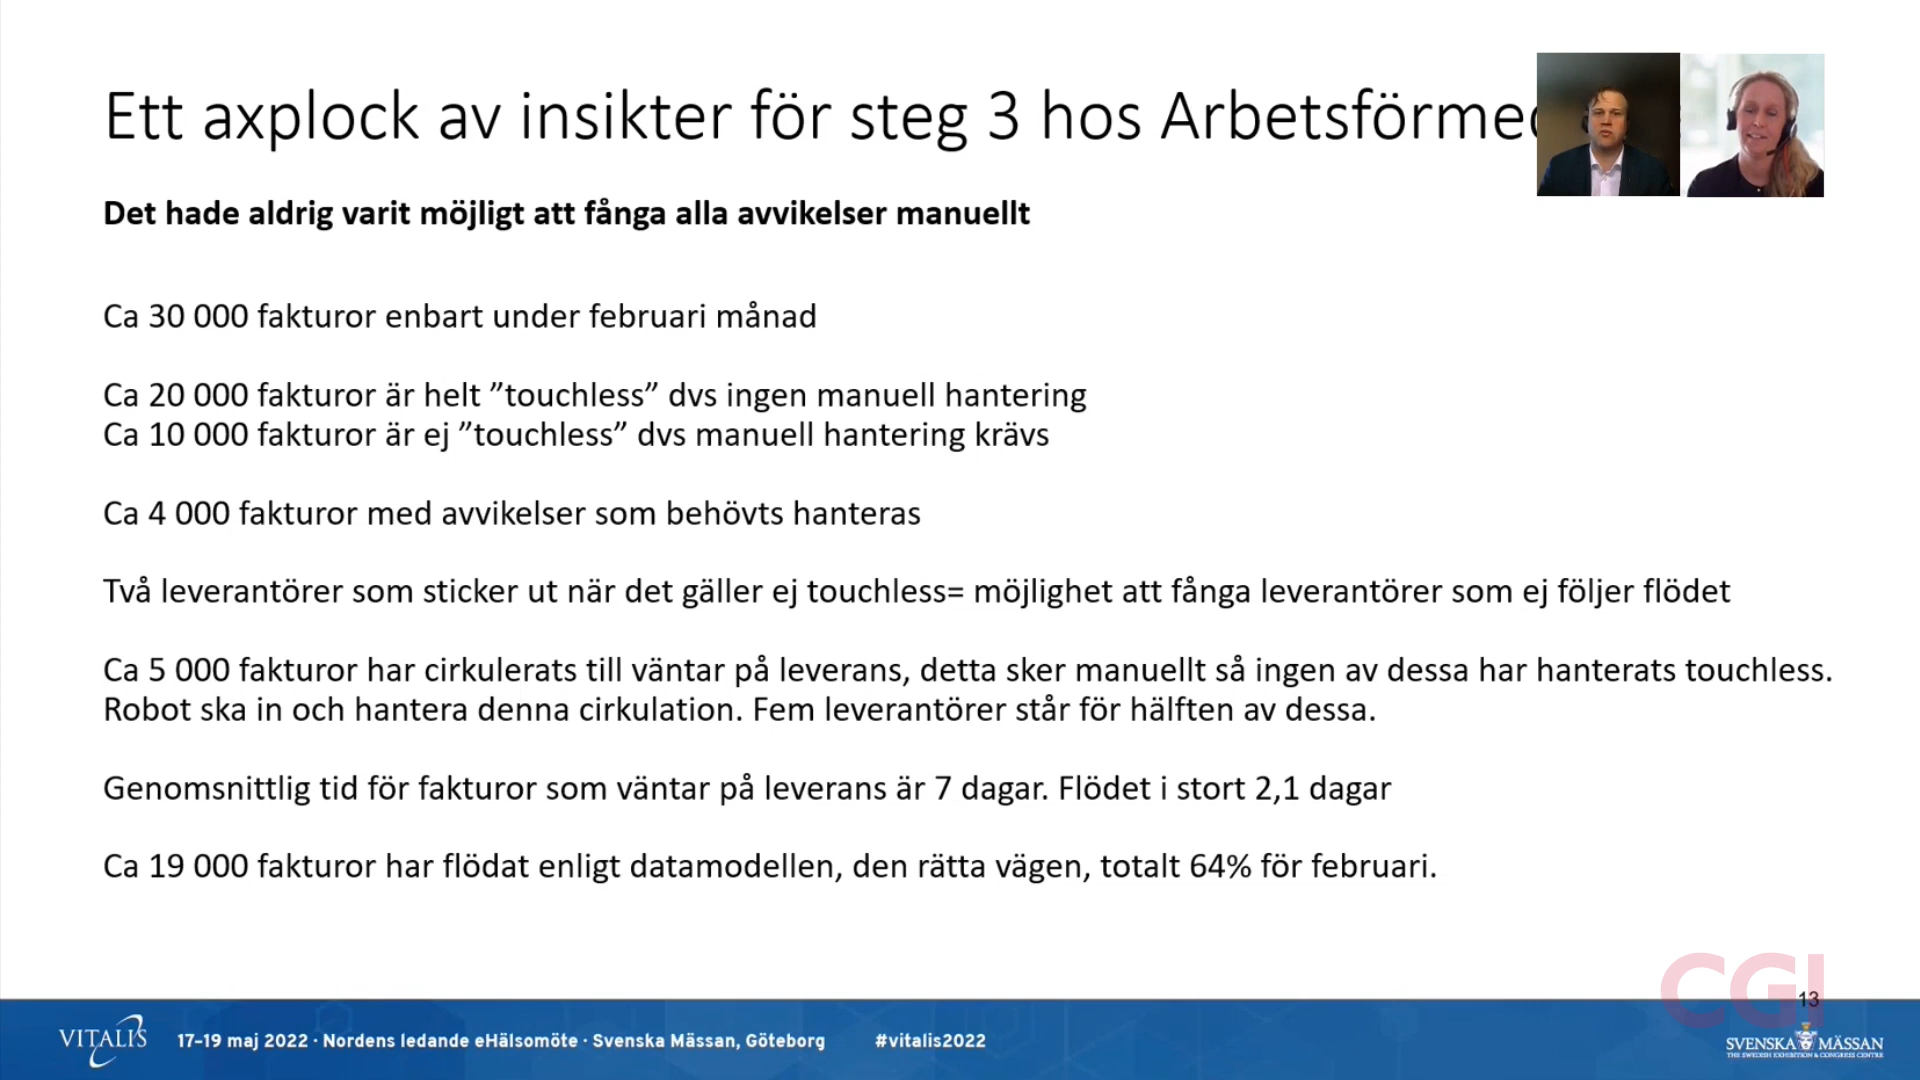 Ett axplock av insikter för steg 3 hos
Det hade aldrig varit möjligt att fånga alla avvikelser manuellt
Ca 30 000 fakturor enbart under februari månad
Ca 20 000 fakturor är helt ”touchless” dvs ingen manuell hantering
Ca 10 000 fakturor är ej ”touchless” dvs manuell hantering krävs
Ca 4 000 fakturor med avvikelser som behövts hanteras
Två leverantörer som sticker ut när det gäller ej touchless= möjlighet att fånga leverantörer som ej följer flödet
Ca 5 000 fakturor har cirkulerats till väntar på leverans, detta sker manuellt så ingen av dessa har hanterats touchless.
Robot ska in och hantera denna cirkulation. Fem leverantörer står för hälften av dessa.
Genomsnittlig tid för fakturor som väntar på leverans är 7 dagar. Flödet i stort 2,1 dagar
Ca 19 000 fakturor har flödat enligt datamodellen, den rätta vägen, totalt 64% för februari.
CGI
13
VITALIS
17–19 maj 2022 · Nordens ledande eHälsomöte · Svenska Mässan, Göteborg
#vitalis2022
SVENSKA MÄSSAN
THE SWEDISH EXHIBITION & CONGRESS CENTRE